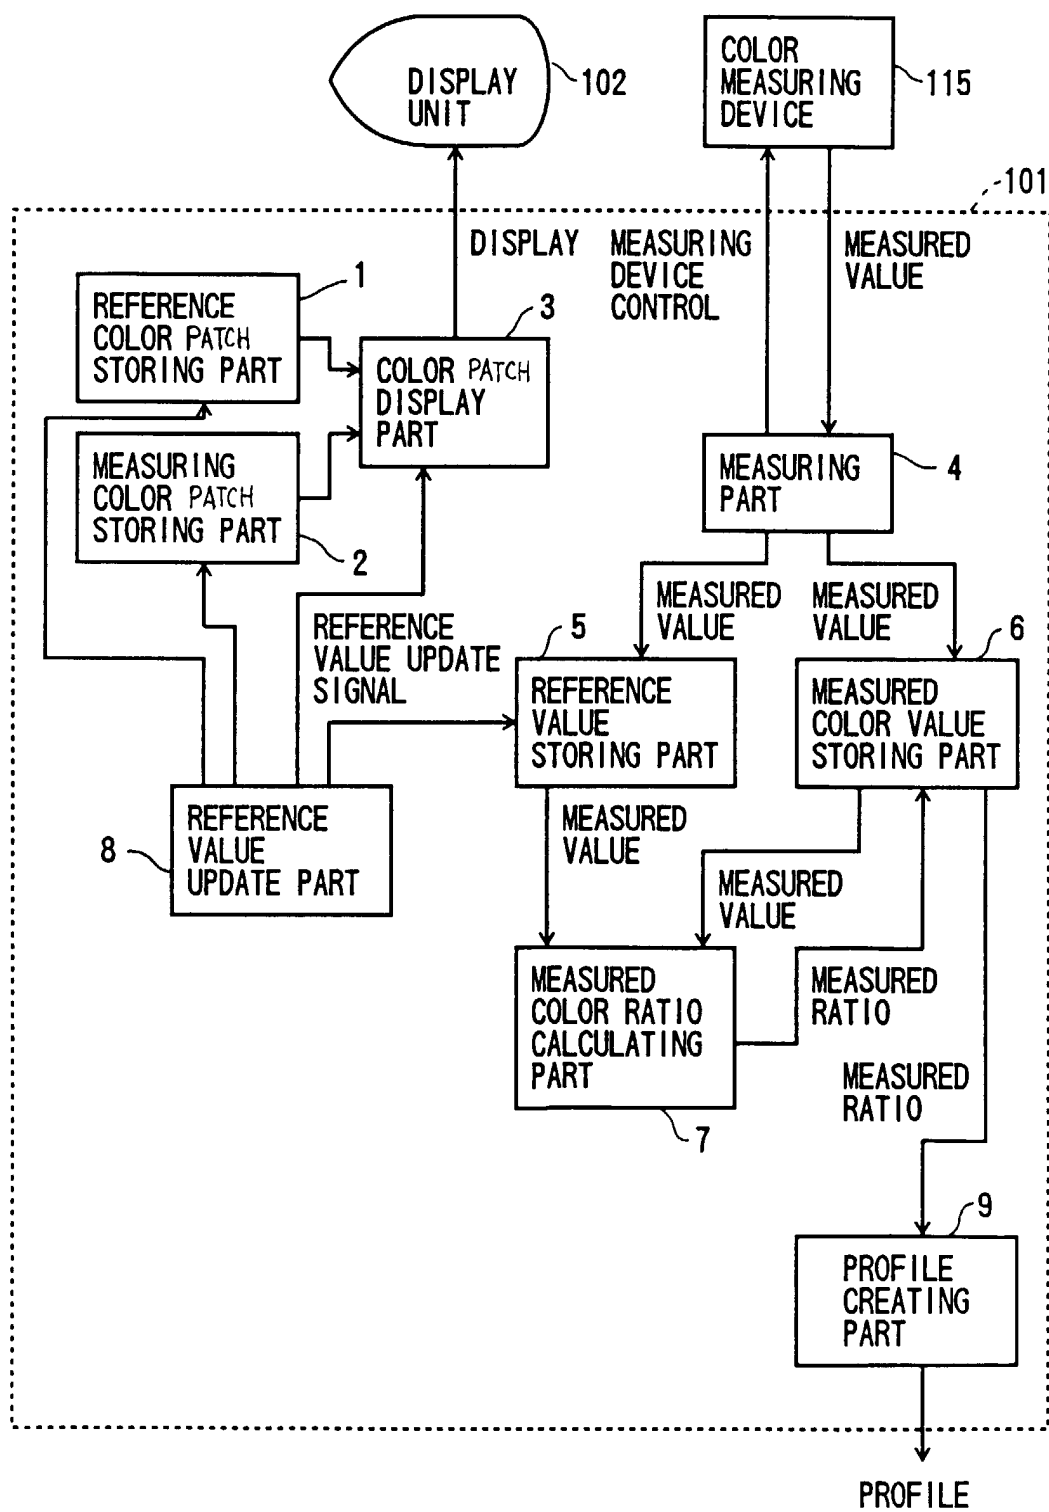 DISPLAY
UNIT
102
COLOR
MEASURING
DEVICE
115
101
DISPLAY
MEASURING
DEVICE
CONTROL
MEASURED
VALUE
1
REFERENCE
COLOR PATCH
STORING PART
3
COLOR PATCH
DISPLAY
PART
MEASURING
COLOR PATCH
STORING PART
2
MEASURING
PART
4
REFERENCE
VALUE UPDATE
SIGNAL
MEASURED
VALUE
MEASURED
VALUE
5
REFERENCE
VALUE
STORING PART
6
MEASURED
COLOR VALUE
STORING PART
8
REFERENCE
VALUE
UPDATE PART
MEASURED
VALUE
MEASURED
VALUE
MEASURED
COLOR RATIO
CALCULATING
PART
7
MEASURED
RATIO
MEASURED
RATIO
9
PROFILE
CREATING
PART
PROFILE